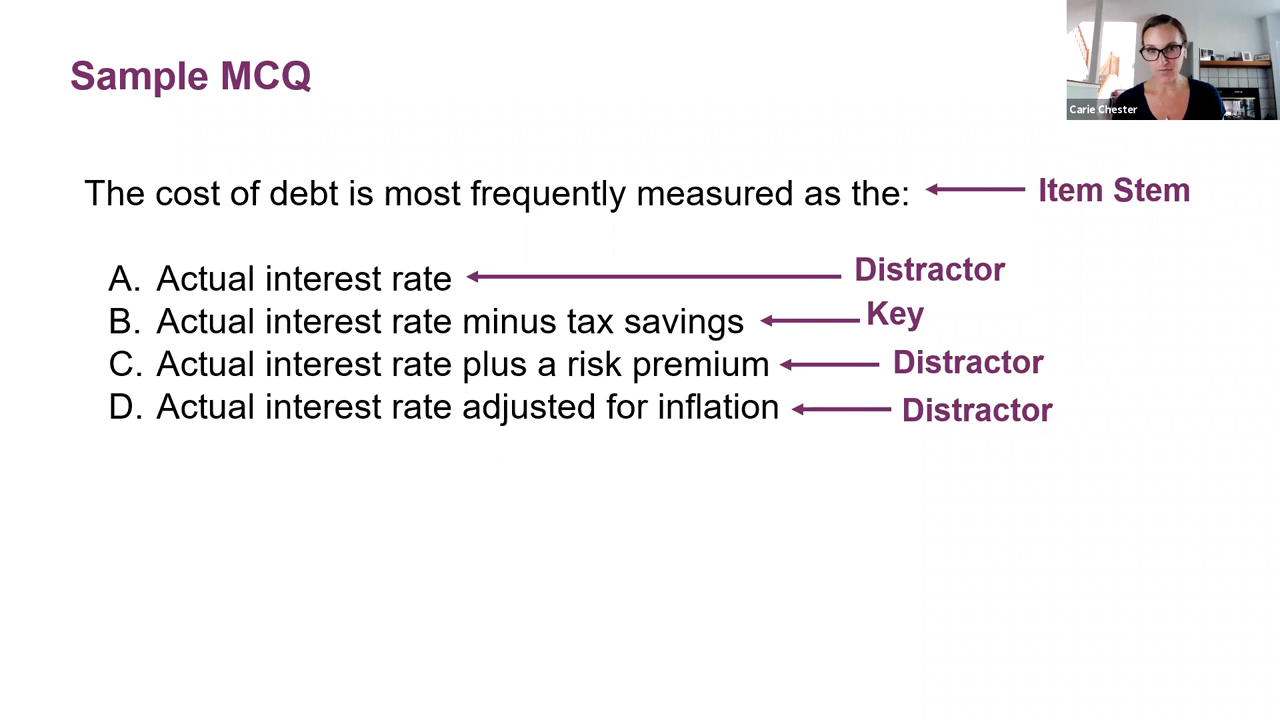 Sample MCQ
Carie Chester
The cost of debt is most frequently measured as the: Item Stem
A. Actual interest rate Distractor
B. Actual interest rate minus tax savings Key
C. Actual interest rate plus a risk premium Distractor
D. Actual interest rate adjusted for inflation Distractor